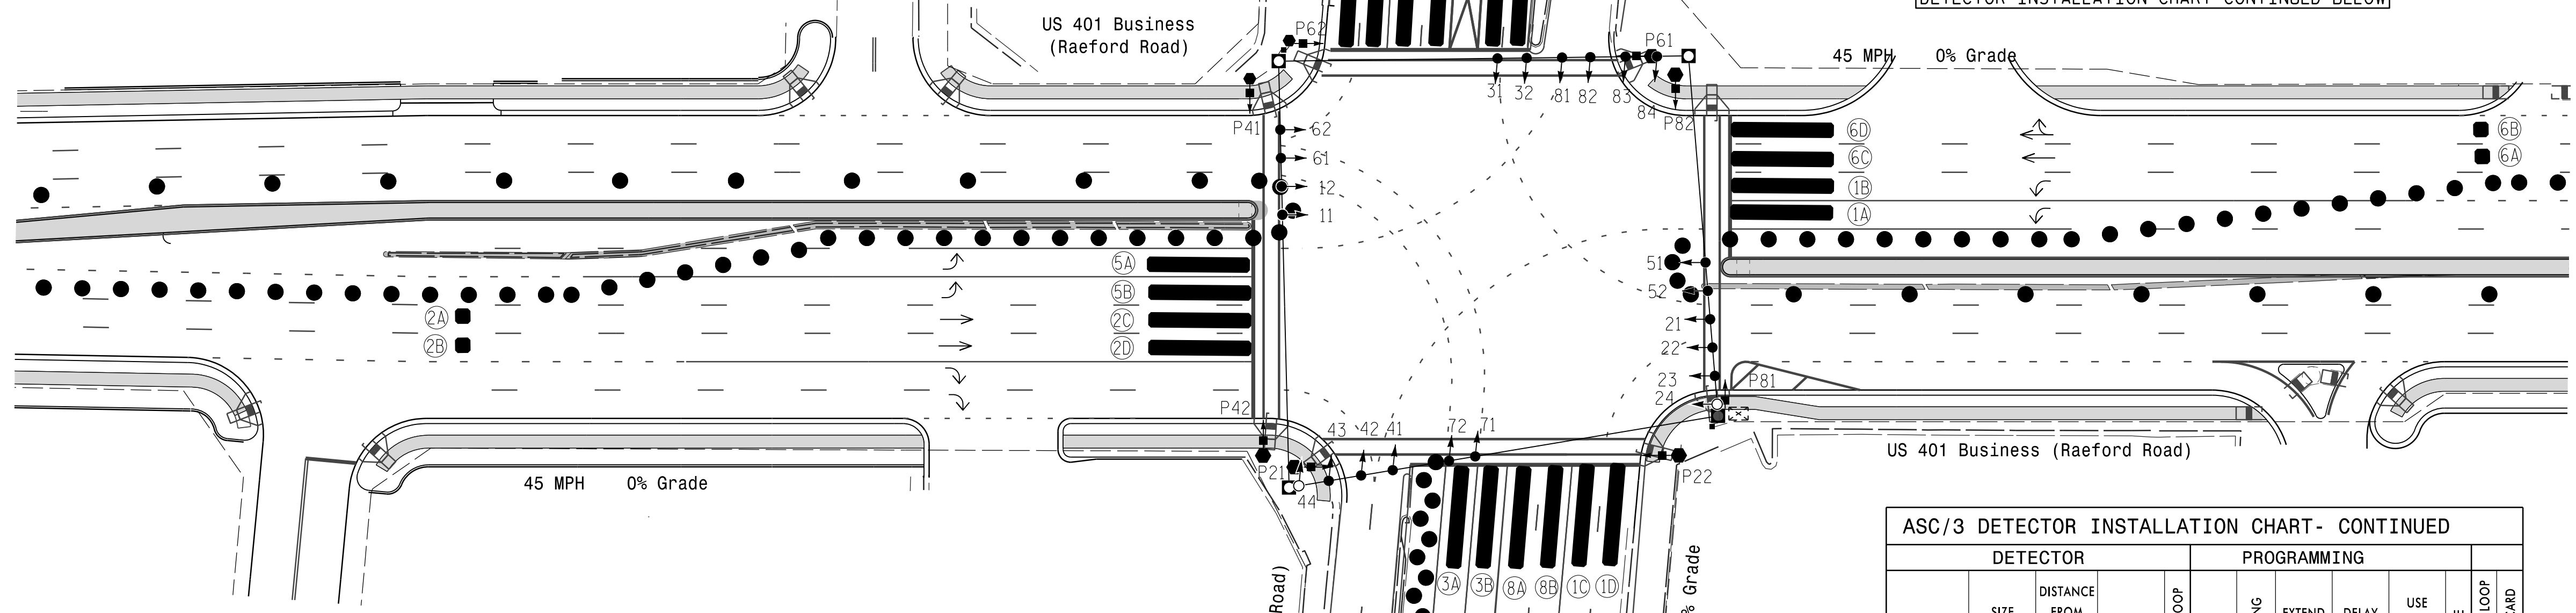 DETECTOR INSTALLATION CHART CONTINUED BELOW
US 401 Business
(Raeford Road)
P62
P61
45 MPH 0% Grade
31 32 81 82 83 84
P41
P82
62
61
12
11
6D
6C
1B
1A
6B
6A
5A
5B
2C
2D
2A
2B
51
52
21
22
23
24
P81
P42
43 42 41 72 71
P21
44
P22
45 MPH 0% Grade
US 401 Business (Raeford Road)
3A 3B 8A 8B 1C 1D
Road)
% Grade
ASC/3 DETECTOR INSTALLATION CHART- CONTINUED
DETECTOR PROGRAMMING
DISTANCE
SIZE FROM
EXTEND DELAY USE
LOOP